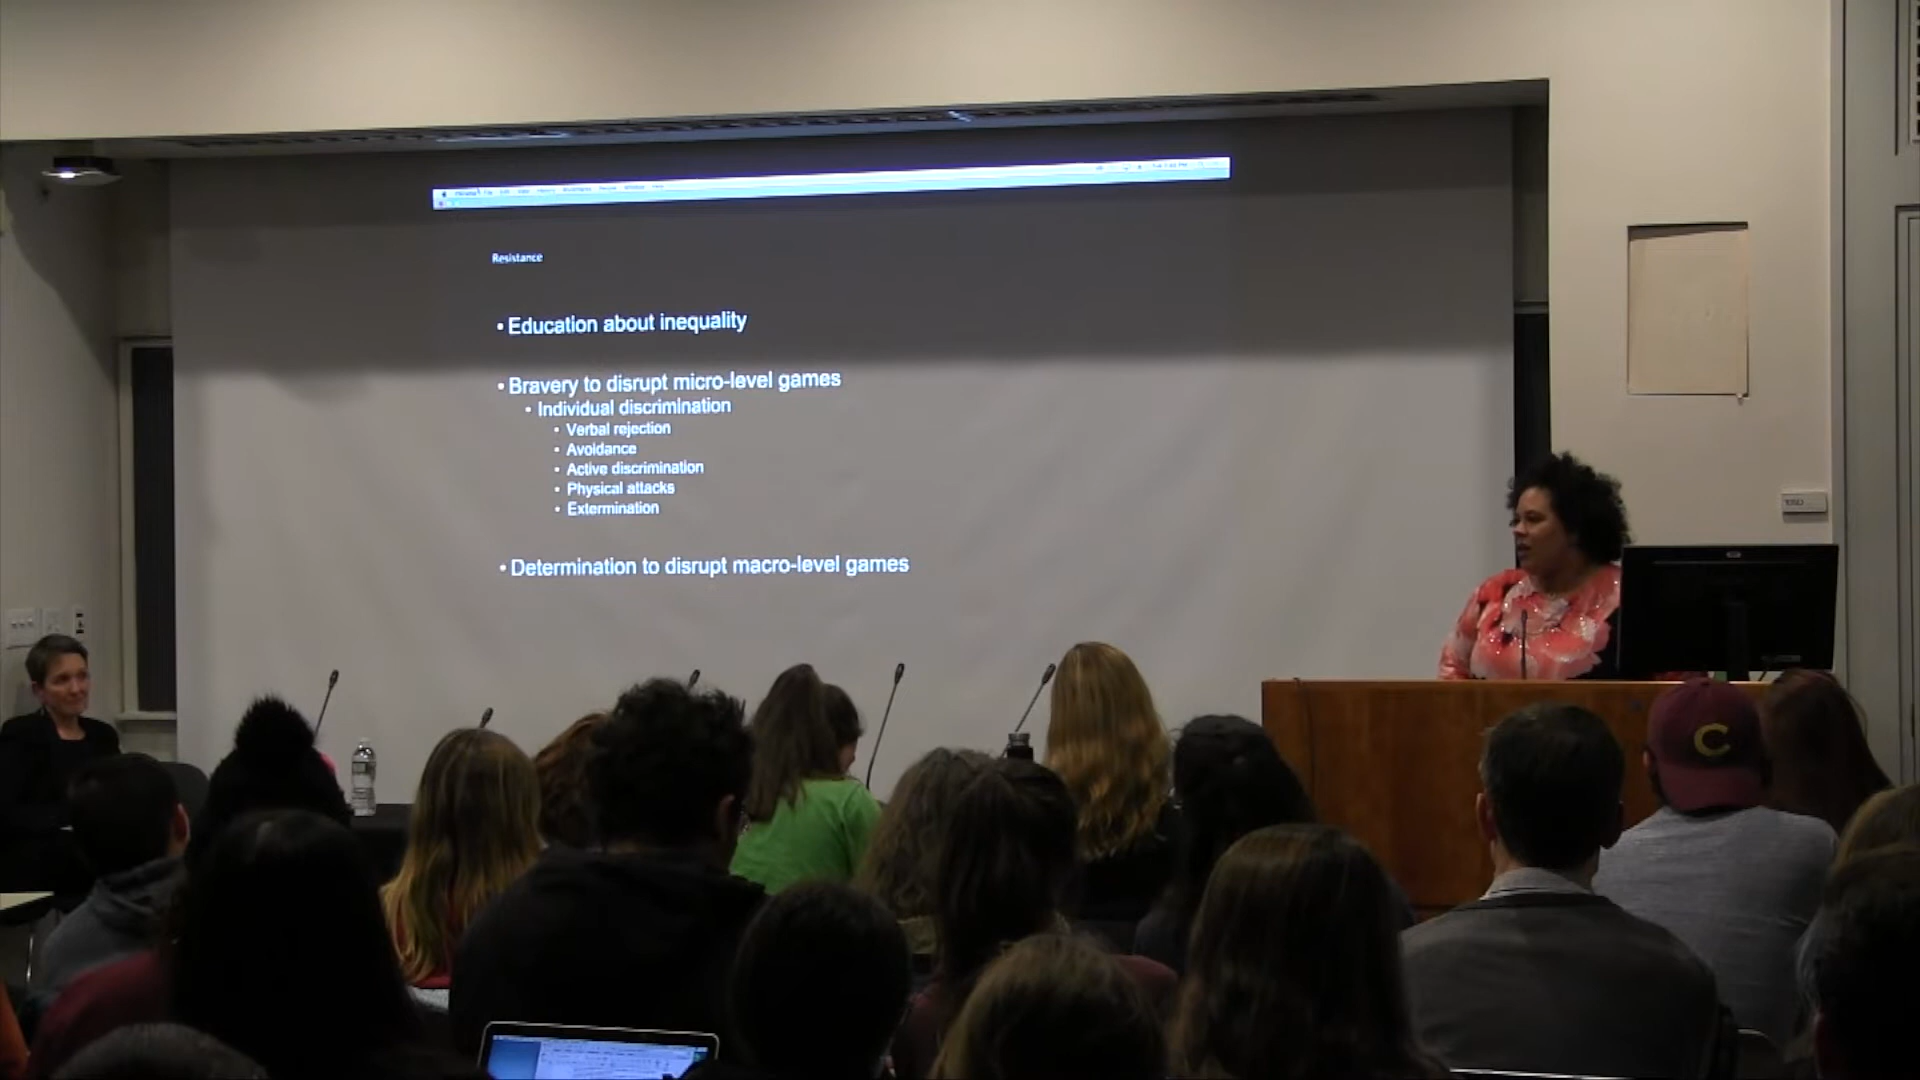 Resistance
• Education about inequality
• Bravery to disrupt micro-level games
• Individual discrimination
• Verbal rejection
• Avoidance
• Active discrimination
• Physical attacks
• Extermination
• Determination to disrupt macro-level games
C